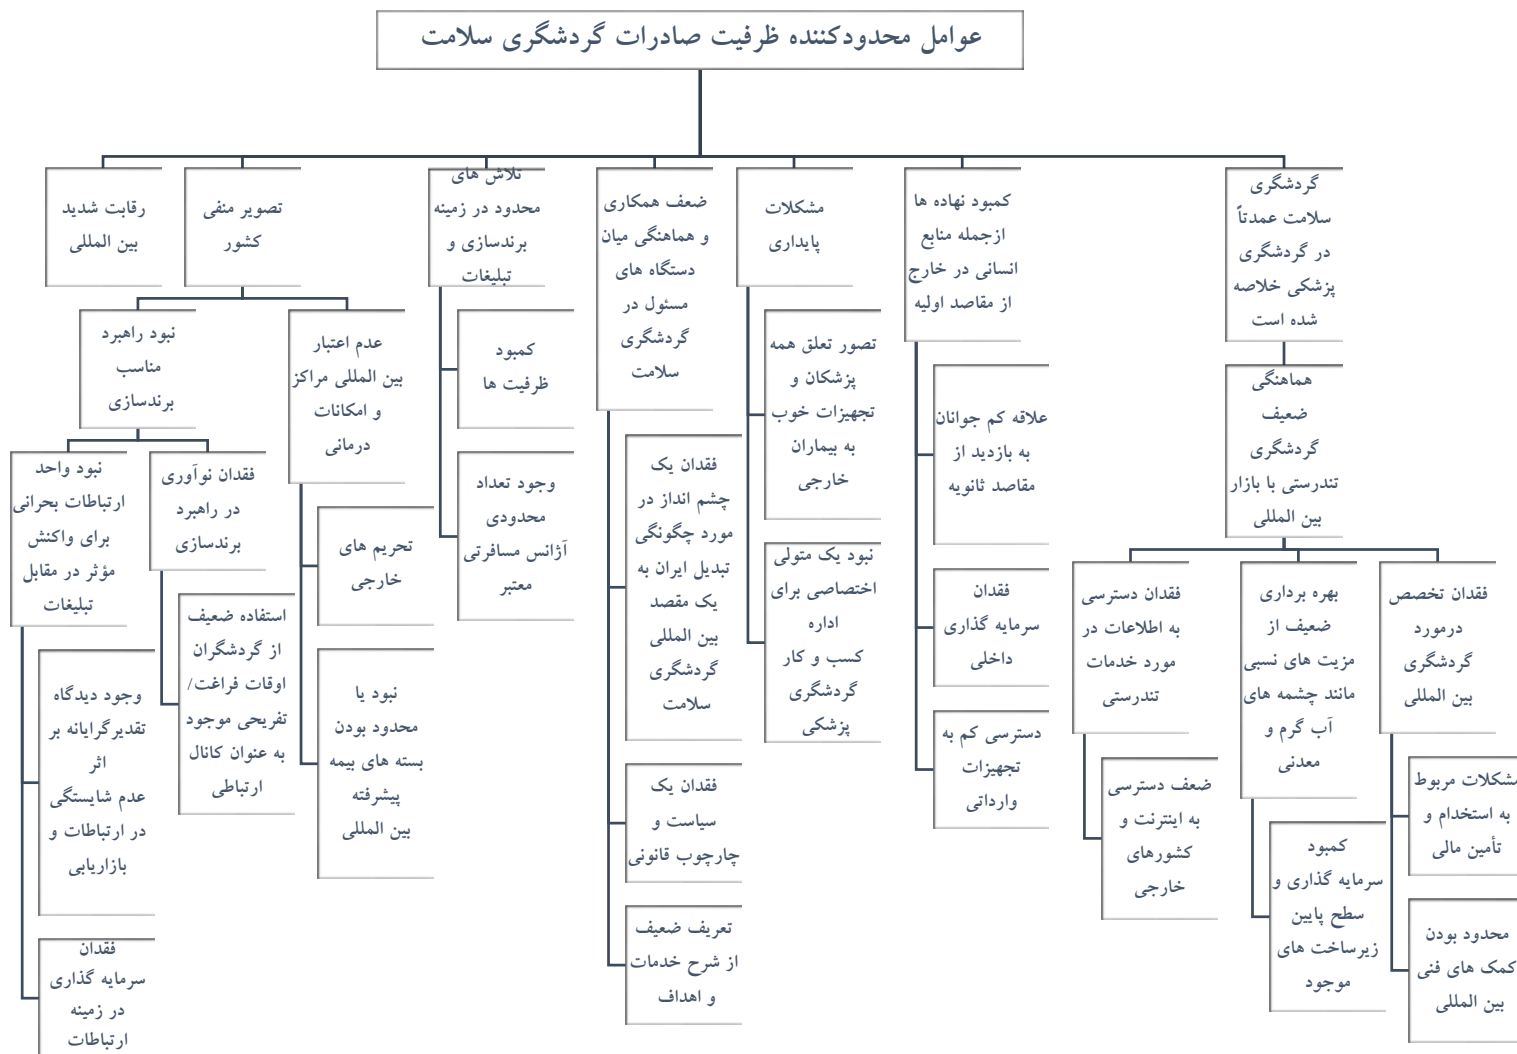 عوامل محدودکننده ظرفیت صادرات گردشگری سلامت
گردشگری
سلامت عمدتاً
در گردشگری
پزشکی خلاصه
شده است
هماهنگی
ضعیف
گردشگری
تندرستی با بازار
بین المللی
فقدان تخصص
درمورد
گردشگری
بین المللی
مشکلات مربوط
به استخدام و
تأمین مالی
محدود بودن
کمک های فنی
بین المللی
بهره برداری
ضعیف از
مزیت های نسبی
مانند چشمه های
آب گرم و
معدنی
کمبود
سرمایه گذاری و
سطح پایین
زیرساخت های
موجود
فقدان دسترسی
به اطلاعات در
مورد خدمات
تندرستی
ضعف دسترسی
به اینترنت و
کشورهای
خارجی
کمبود نهاده ها
ازجمله منابع
انسانی در خارج
از مقاصد اولیه
علاقه کم جوانان
به بازدید از
مقاصد ثانویه
فقدان
سرمایه گذاری
داخلی
دسترسی کم به
تجهیزات
وارداتی
مشکلات
پایداری
تصور تعلق همه
پزشکان و
تجهیزات خوب
به بیماران
خارجی
نبود یک متولی
اختصاصی برای
اداره
کسب و کار
گردشگری
پزشکی
ضعف همکاری
و هماهنگی میان
دستگاه های
مسئول در
گردشگری
سلامت
فقدان یک
چشم انداز در
مورد چگونگی
تبدیل ایران به
یک مقصد
بین المللی
گردشگری
سلامت
فقدان یک
سیاست و
چارچوب قانونی
تعریف ضعیف
از شرح خدمات
و اهداف
تلاش های
محدود در زمینه
برندسازی و
تبلیغات
کمبود
ظرفیت ها
وجود تعداد
محدودی
آژانس مسافرتی
معتبر
تصویر منفی
کشور
عدم اعتبار
بین المللی مراکز
و امکانات
درمانی
تحریم های
خارجی
نبود یا
محدود بودن
بسته های بیمه
پیشرفته
بین المللی
نبود راهبرد
مناسب
برندسازی
فقدان نوآوری
در راهبرد
برندسازی
استفاده ضعیف
از گردشگران
اوقات فراغت/
تفریحی موجود
به عنوان کانال
ارتباطی
نبود واحد
ارتباطات بحرانی
برای واکنش
مؤثر در مقابل
تبلیغات
وجود دیدگاه
تقدیرگرایانه بر
اثر
عدم شایستگی
در ارتباطات و
بازاریابی
فقدان
سرمایه گذاری
در زمینه
ارتباطات
رقابت شدید
بین المللی